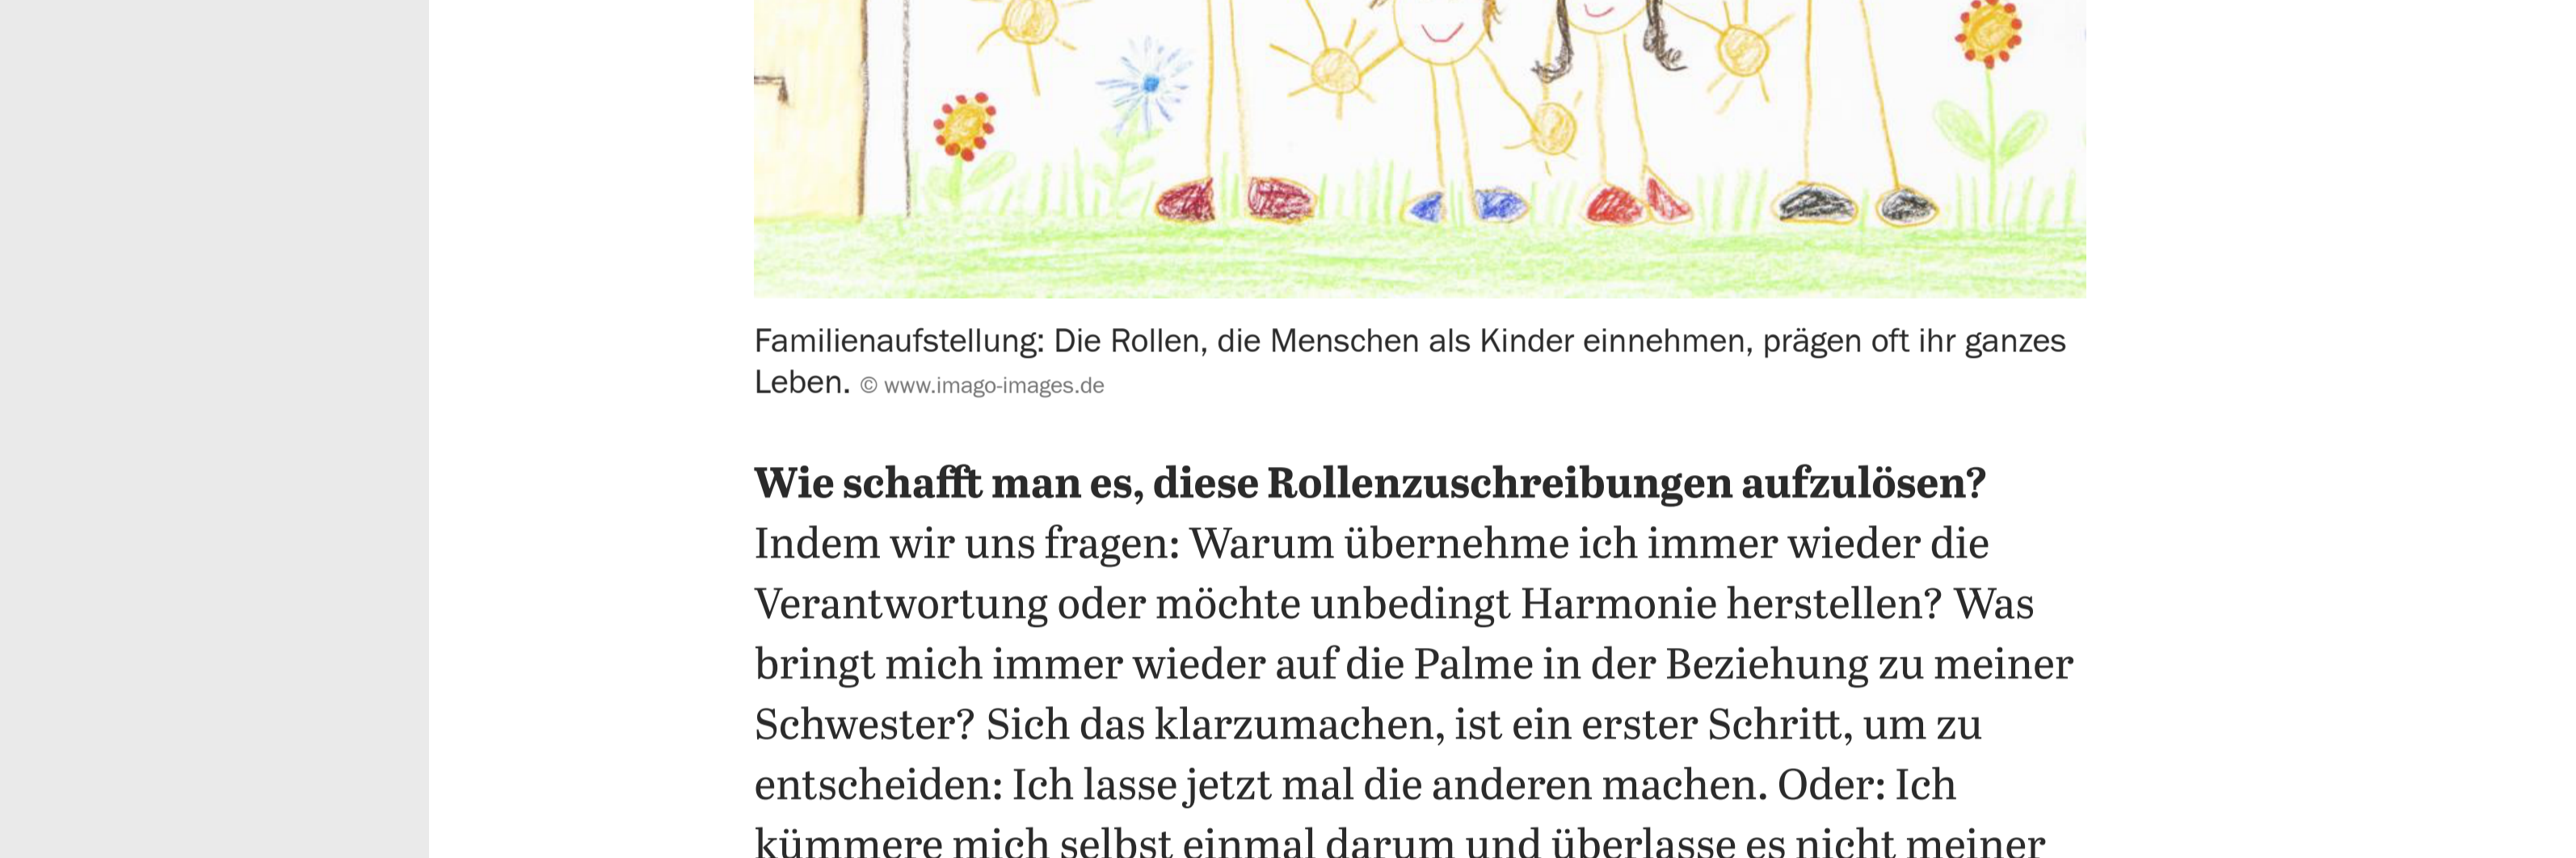 Familienaufstellung: Die Rollen, die Menschen als Kinder einnehmen, prägen oft ihr ganzes
Leben. © www.imago-images.de
Wie schafft man es, diese Rollenzuschreibungen aufzulösen?
Indem wir uns fragen: Warum übernehme ich immer wieder die
Verantwortung oder möchte unbedingt Harmonie herstellen? Was
bringt mich immer wieder auf die Palme in der Beziehung zu meiner
Schwester? Sich das klarzumachen, ist ein erster Schritt, um zu
entscheiden: Ich lasse jetzt mal die anderen machen. Oder: Ich
kümmere mich selbst einmal darum und überlasse es nicht meiner